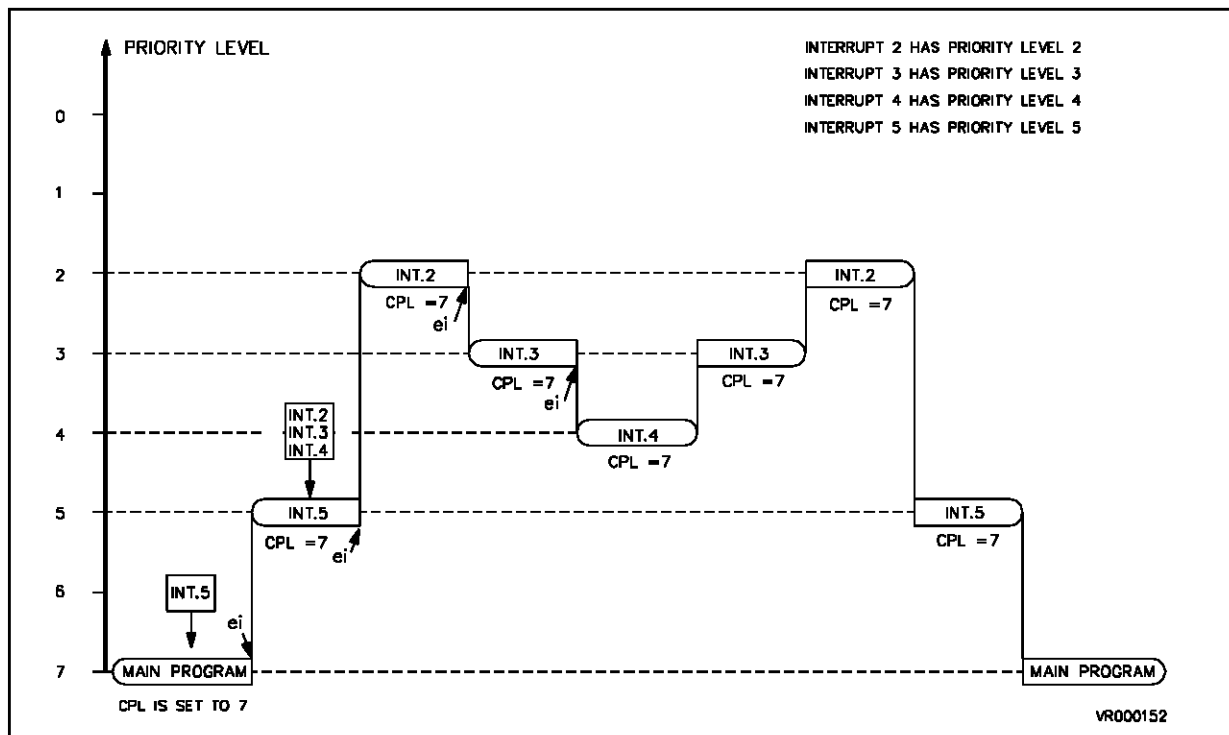 PRIORITY LEVEL
INTERRUPT 2 HAS PRIORITY LEVEL 2
INTERRUPT 3 HAS PRIORITY LEVEL 3
INTERRUPT 4 HAS PRIORITY LEVEL 4
INTERRUPT 5 HAS PRIORITY LEVEL 5
0
1
2
INT.2
CPL =7
ei
INT.2
CPL =7
3
INT.3
CPL =7
ei
INT.3
CPL =7
INT.2
INT.3
INT.4
4
INT.4
CPL =7
5
INT.5
CPL =7
ei
INT.5
CPL =7
6
INT.5
ei
7
MAIN PROGRAM
MAIN PROGRAM
CPL IS SET TO 7
VR000152